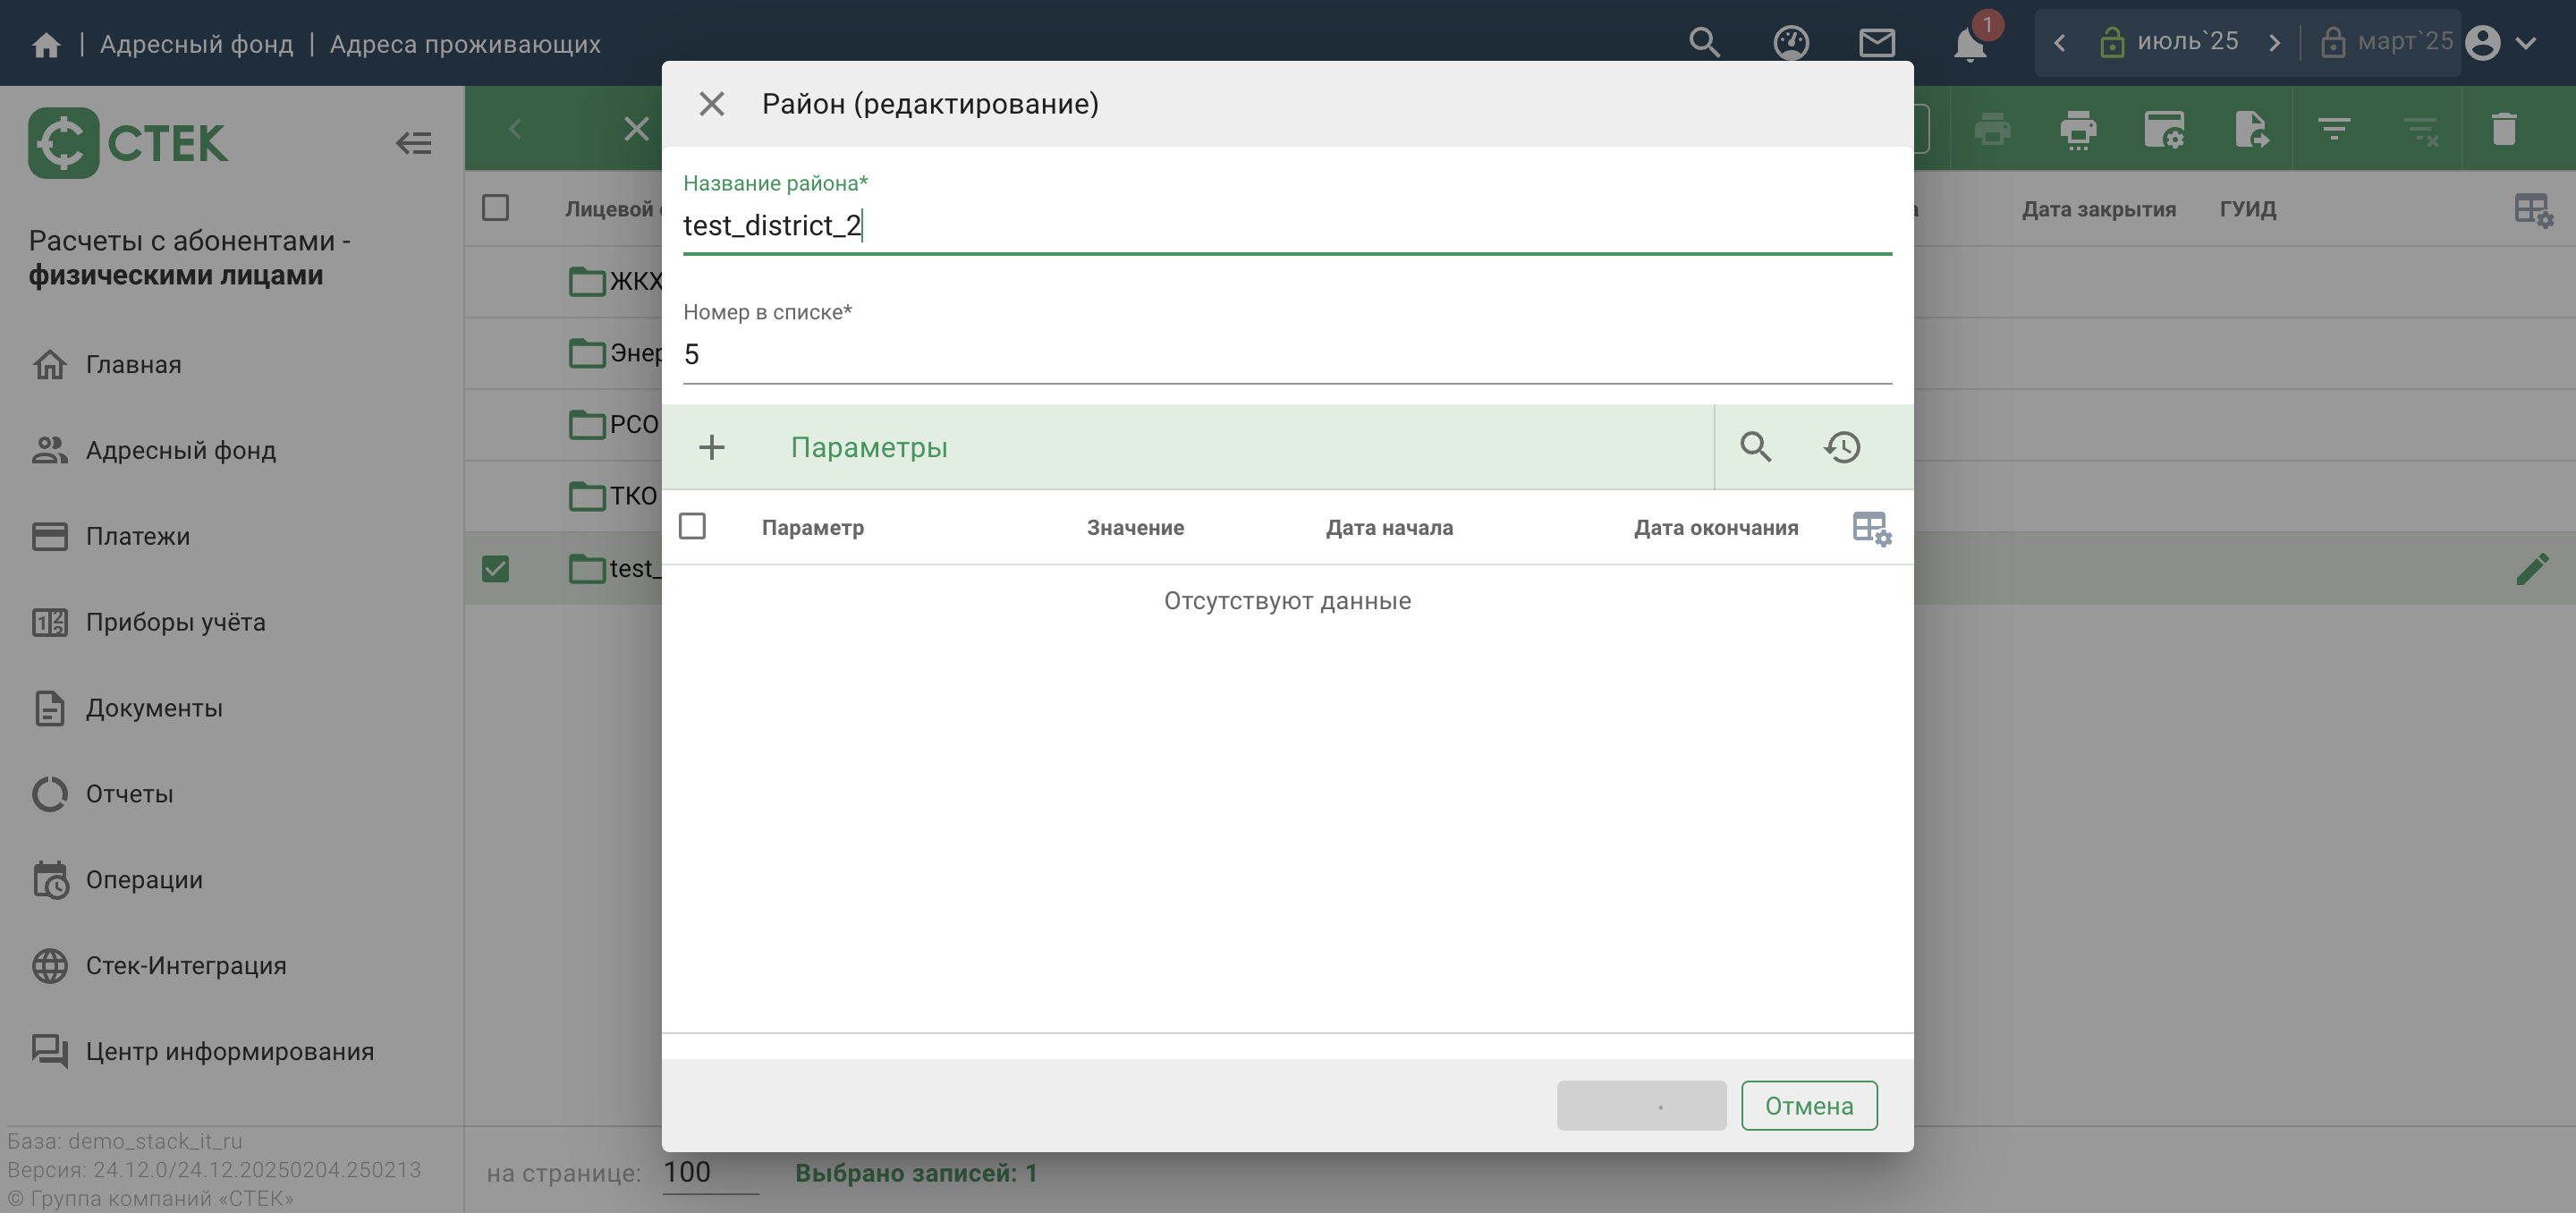 | Адресный фонд | Адреса проживающих
1
июль`25 | март`25
СТЕК
Расчеты с абонентами -
физическими лицами
Главная
Адресный фонд
Платежи
Приборы учёта
Документы
Отчеты
Операции
Стек-Интеграция
Центр информирования
База: demo_stack_it_ru
Версия: 24.12.0/24.12.20250204.250213
© Группа компаний «СТЕК»
Лицевой
Дата закрытия ГУИД
ЖКХ
РСО
ТКО
test_
Район (редактирование)
Название района*
test_district_2
Номер в списке*
5
Параметры
Параметр Значение Дата начала Дата окончания
Отсутствуют данные
Отмена
на странице: 100 Выбрано записей: 1